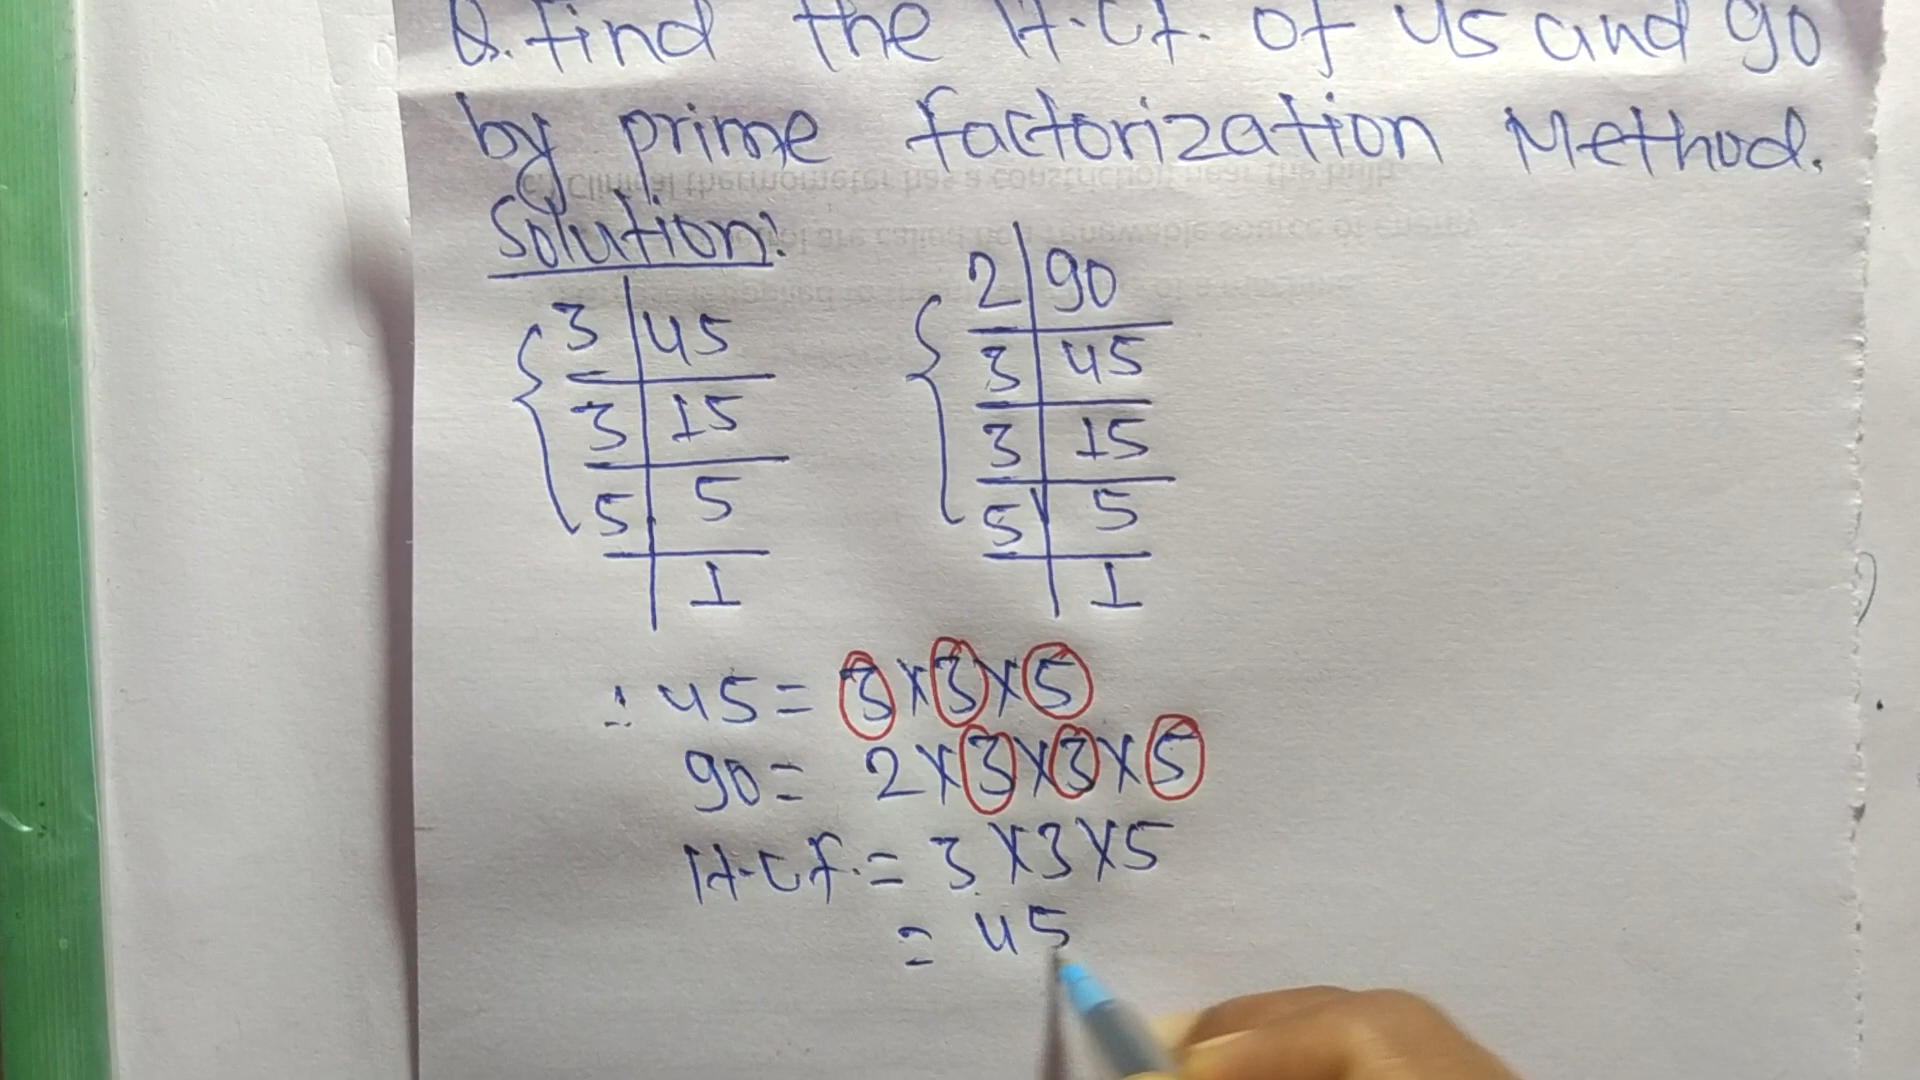 Q. Find the H.C.F. of 45 and 90
by prime factorization Method.
Solution:
3 | 45
3 | 15
5 | 5
1
2 | 90
3 | 45
3 | 15
5 | 5
1
∴ 45 = 3×3×5
90 = 2×3×3×5
H.C.F. = 3×3×5
= 45